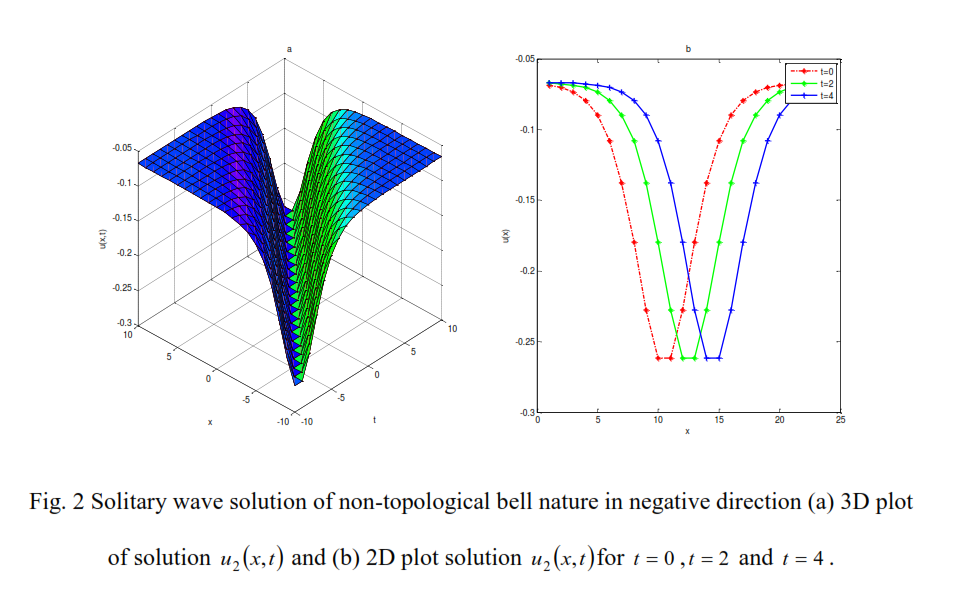 a
-0.05
-0.1
-0.15
-0.2
-0.25
-0.3
u(x,t)
10
5
0
-5
-10
x
-10
-5
0
5
10
t
b
-0.05
-0.1
-0.15
-0.2
-0.25
-0.3
u(x)
0 5 10 15 20 25
x
t=0
t=2
t=4
Fig. 2 Solitary wave solution of non-topological bell nature in negative direction (a) 3D plot
of solution u₂(x,t) and (b) 2D plot solution u₂(x,t)for t = 0 ,t = 2 and t = 4 .